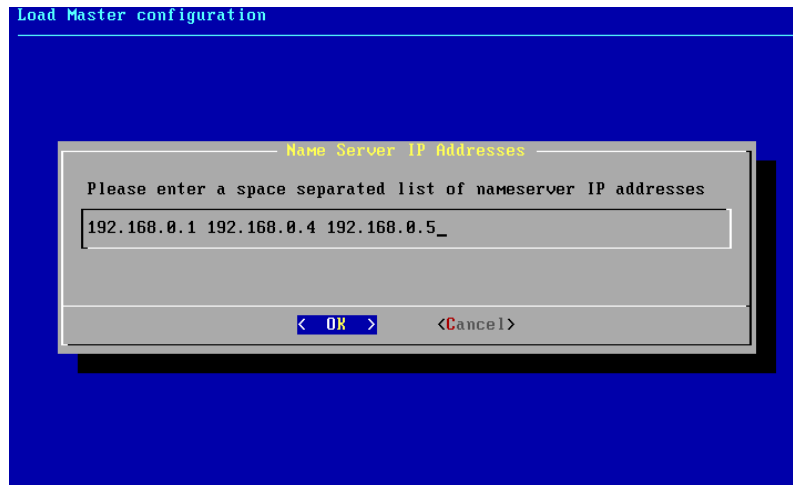 Load Master configuration
Name Server IP Addresses
Please enter a space separated list of nameserver IP addresses
192.168.0.1 192.168.0.4 192.168.0.5_
< OK > <Cancel>